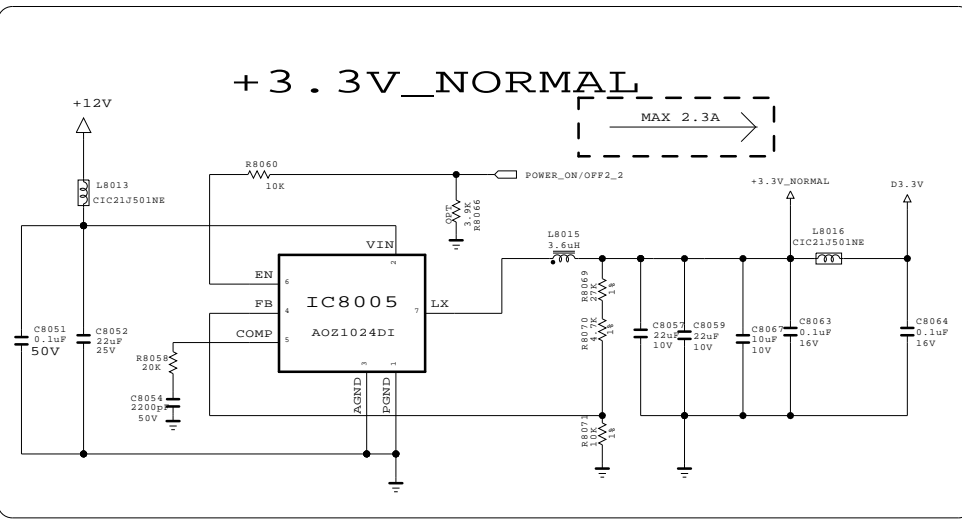 +3.3V_NORMAL
MAX 2.3A
+12V
L8013
CIC21J501NE
R8060
10K
POWER_ON/OFF2_2
OPT
3.9K
R8066
+3.3V_NORMAL
D3.3V
L8015
3.6uH
L8016
CIC21J501NE
VIN
2
EN
6
FB
4
COMP
5
IC8005
AOZ1024DI
7
LX
3
1
AGND
PGND
C8051
0.1uF
50V
C8052
22uF
25V
R8058
20K
C8054
2200pF
50V
R8069
27K
1%
R8070
4.7K
1%
R8071
10K
1%
C8057
22uF
10V
C8059
22uF
10V
C8067
10uF
10V
C8063
0.1uF
16V
C8064
0.1uF
16V